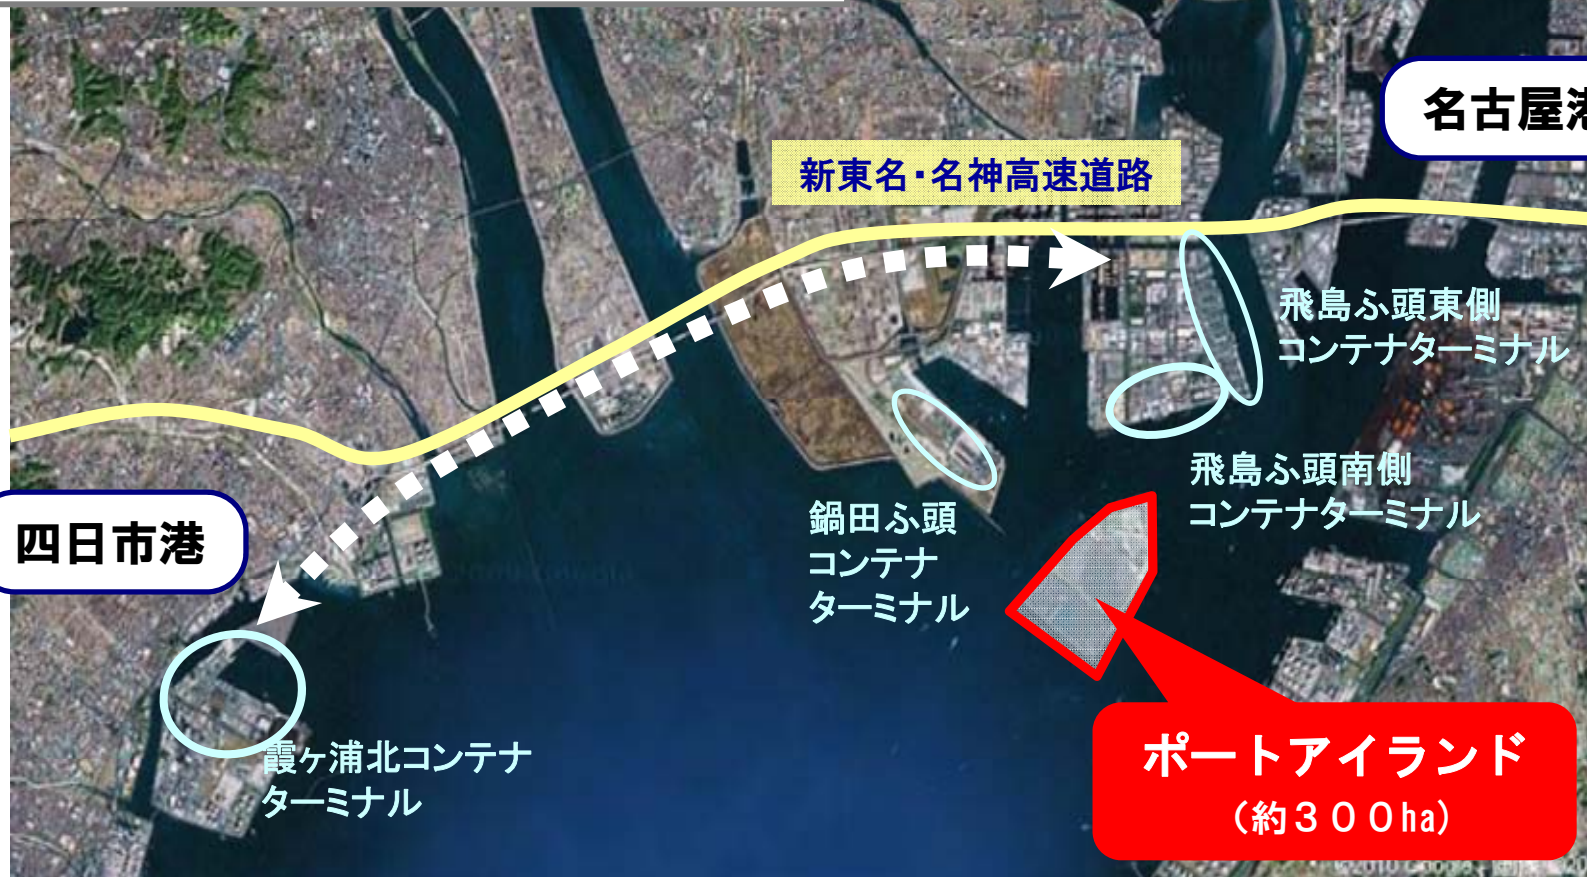 名古屋港
新東名・名神高速道路
飛島ふ頭東側
コンテナターミナル
飛島ふ頭南側
コンテナターミナル
鍋田ふ頭
コンテナ
ターミナル
四日市港
霞ヶ浦北コンテナ
ターミナル
ポートアイランド
（約３００ha）